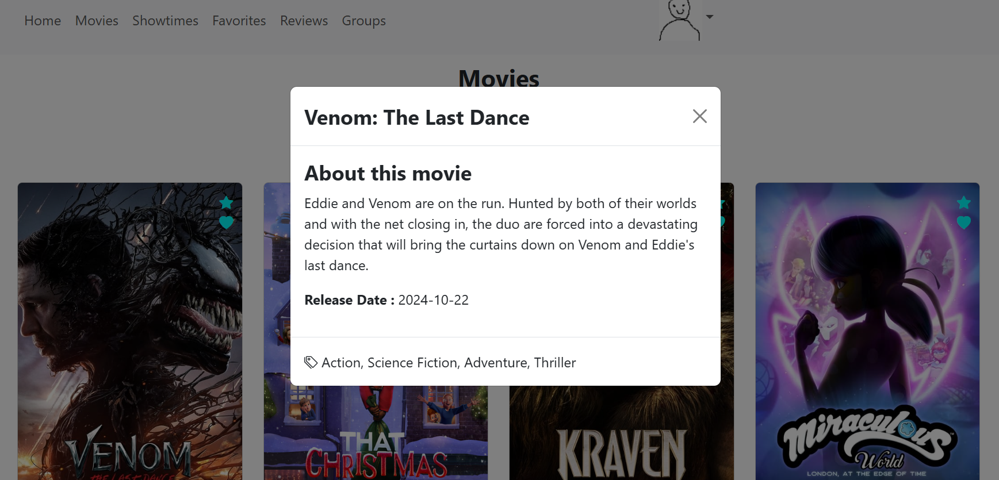 Home Movies Showtimes Favorites Reviews Groups
Movies
Venom: The Last Dance
About this movie
Eddie and Venom are on the run. Hunted by both of their worlds
and with the net closing in, the duo are forced into a devastating
decision that will bring the curtains down on Venom and Eddie's
last dance.
Release Date : 2024-10-22
Action, Science Fiction, Adventure, Thriller
VENOM
THE LAST DANCE
THAT
CHRISTMAS
KRAVEN
Miraculous
World
LONDON, AT THE EDGE OF TIME